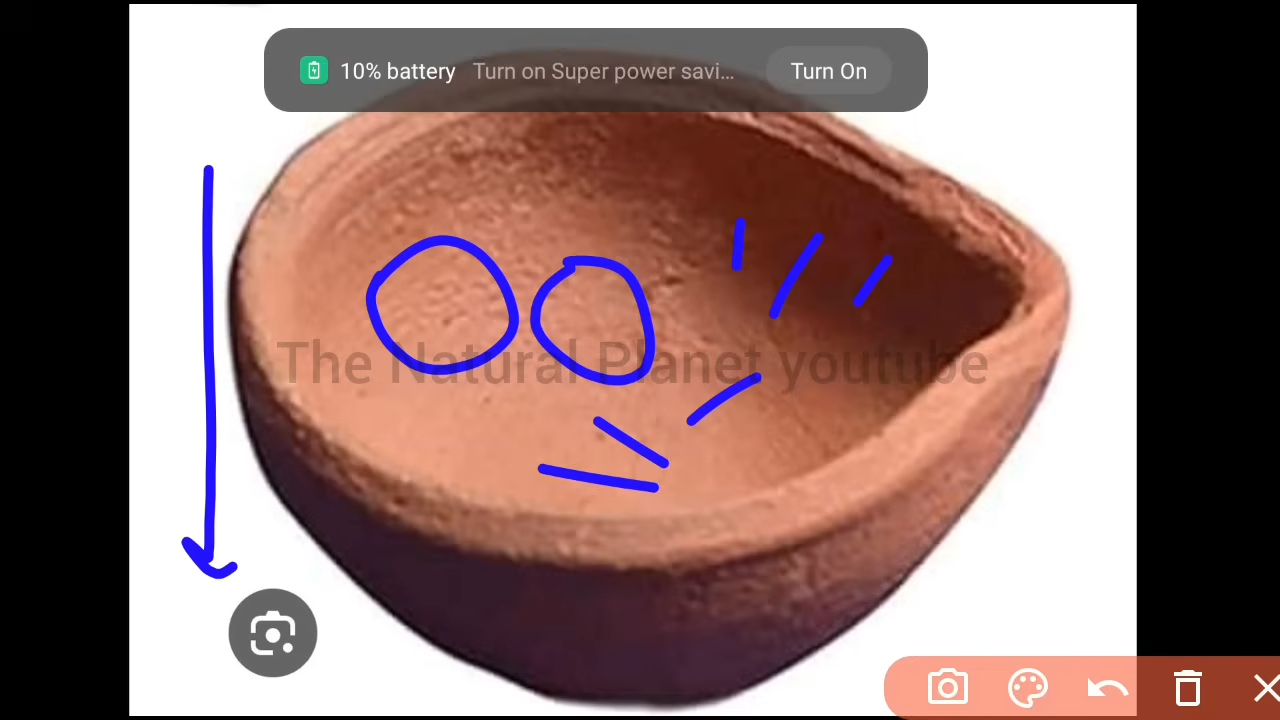 10% battery Turn on Super power savi... Turn On
The Natural Planet youtube